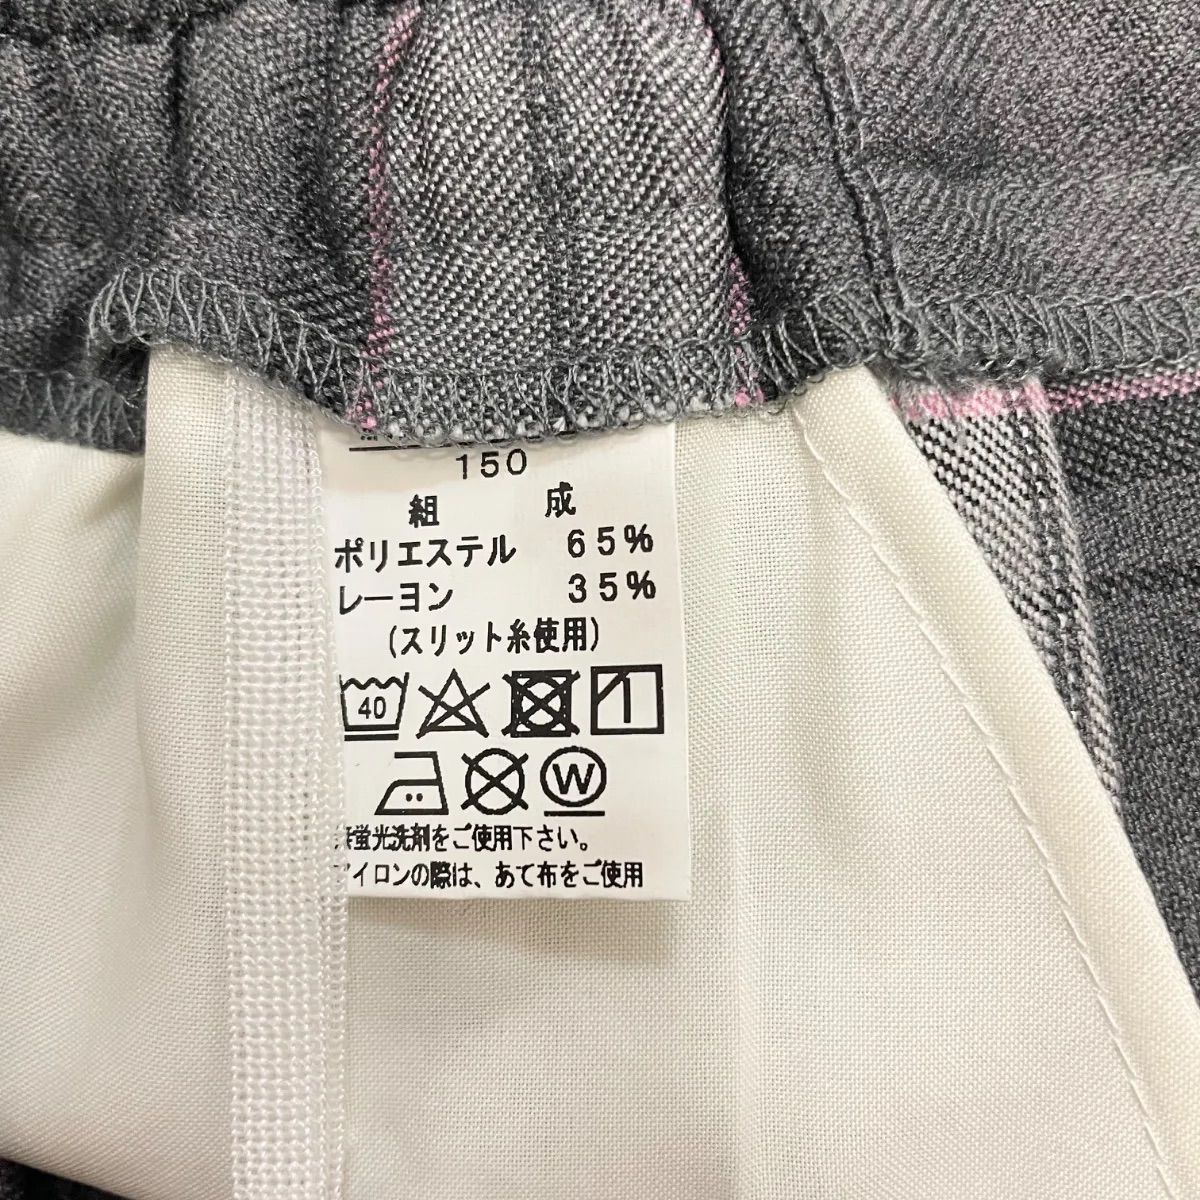 150
組 成
ポリエステル 65%
レーヨン 35%
(スリット糸使用)
40
W
蛍光洗剤をご使用下さい。
アイロンの際は、あて布をご使用